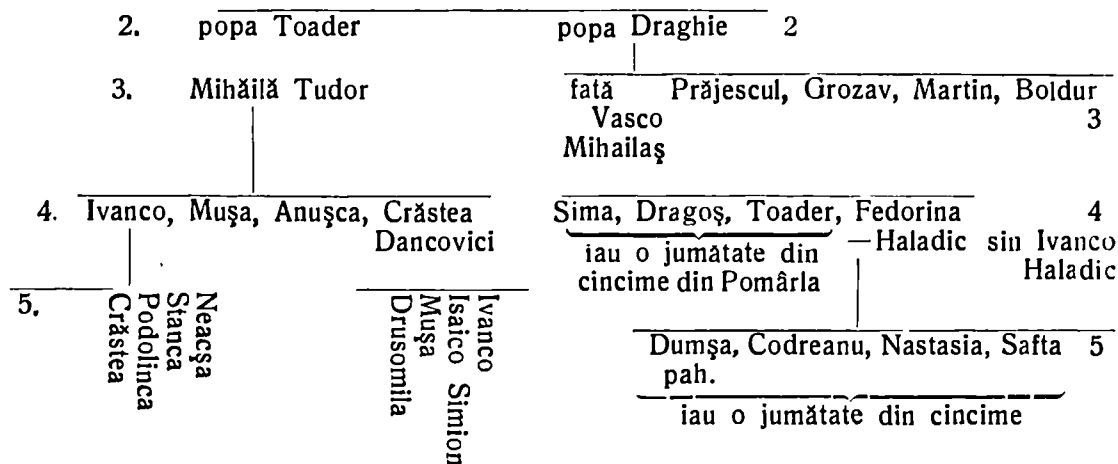 2. popa Toader popa Draghie 2
3. Mihăilă Tudor fată Prăjescul, Grozav, Martin, Boldur
Vasco 3
Mihailaş
4. Ivanco, Muşa, Anuşca, Crăstea Sima, Dragoş, Toader, Fedorina 4
Dancovici —Haladic sin Ivanco
iau o jumătate din Haladic
cincime din Pomârla
5.
Neacşa
Stanca
Podolinca
Crăstea
Ivanco
Isaico Simion
Muşa
Drusomila
Dumşa, Codreanu, Nastasia, Safta 5
pah.
iau o jumătate din cincime